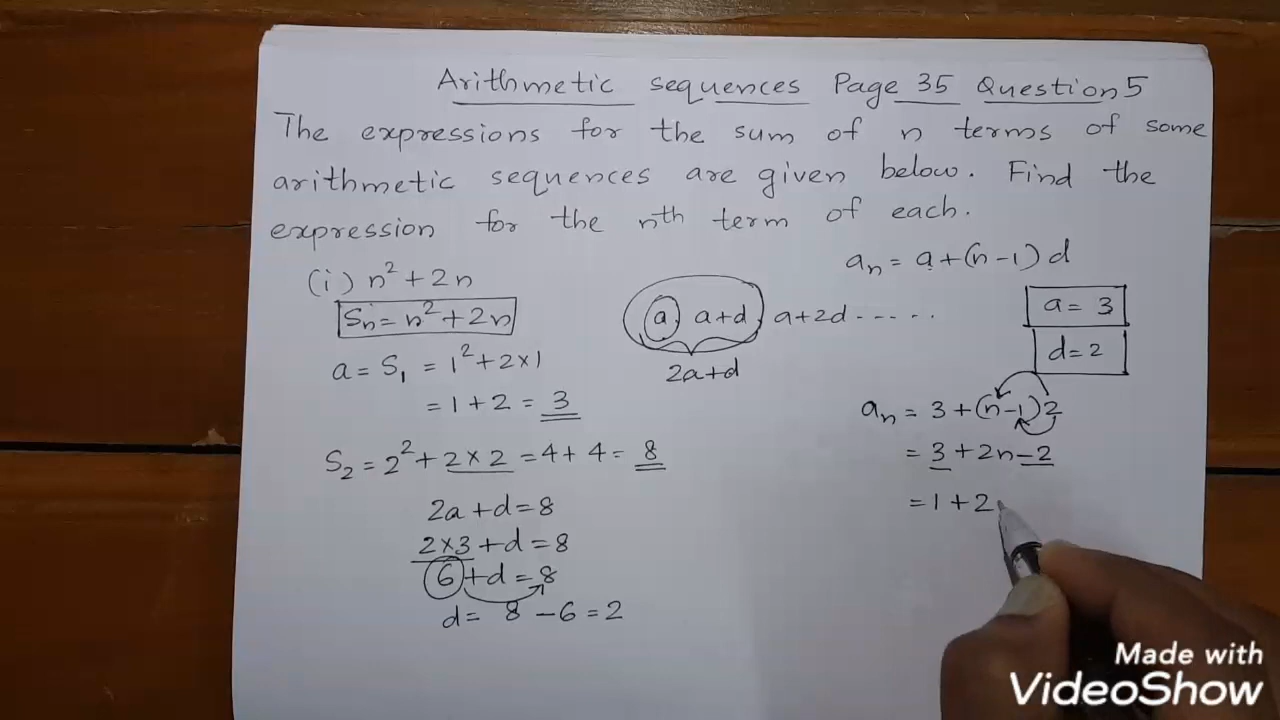 Arithmetic sequences Page 35 Question 5
The expressions for the sum of n terms of some
arithmetic sequences are given below. Find the
expression for the nth term of each.
(i) n² + 2n
Sn = n² + 2n
a = S₁ = 1² + 2×1
= 1 + 2 = 3
S₂ = 2² + 2×2 = 4 + 4 = 8
2a + d = 8
2×3 + d = 8
6 + d = 8
d = 8 - 6 = 2
a, a+d, a+2d ......
2a+d
aₙ = a + (n-1) d
a = 3
d = 2
aₙ = 3 + (n-1) 2
= 3 + 2n - 2
= 1 + 2
Made with
VideoShow